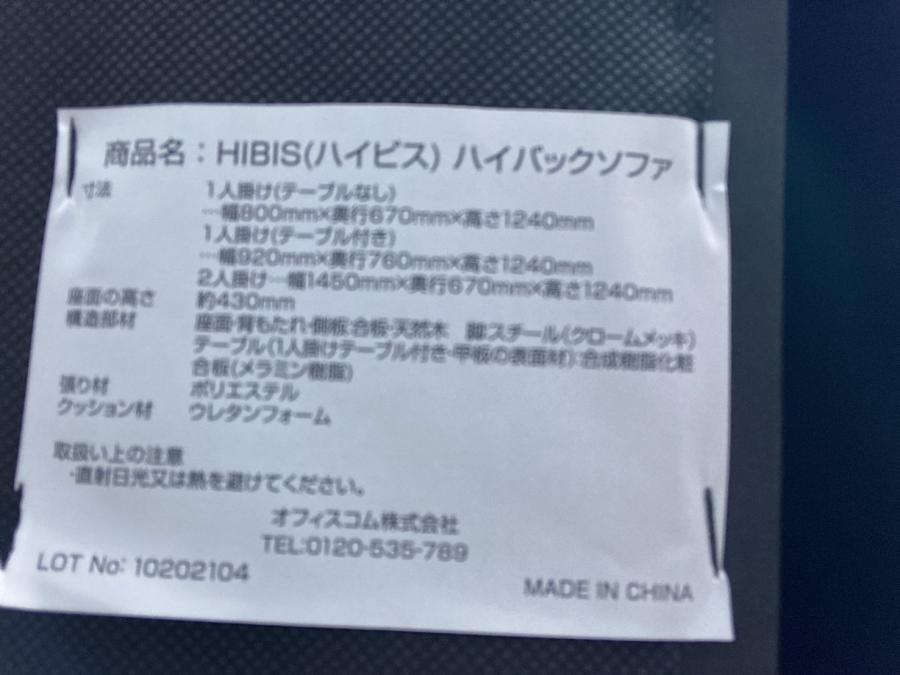 商品名：HIBIS(ハイビス) ハイバックソファ
寸法 1人掛け(テーブルなし)
…幅800mm×奥行670mm×高さ1240mm
1人掛け(テーブル付き)
…幅920mm×奥行760mm×高さ1240mm
2人掛け…幅1450mm×奥行670mm×高さ1240mm
座面の高さ 約430mm
構造部材 座面・背もたれ・側板:合板・天然木 脚:スチール(クロームメッキ)
テーブル(1人掛けテーブル付き・甲板の表面材):合成樹脂化粧
合板(メラミン樹脂)
張り材 ポリエステル
クッション材 ウレタンフォーム
取扱い上の注意
・直射日光又は熱を避けてください。
オフィスコム株式会社
TEL:0120-535-789
LOT No: 10202104
MADE IN CHINA